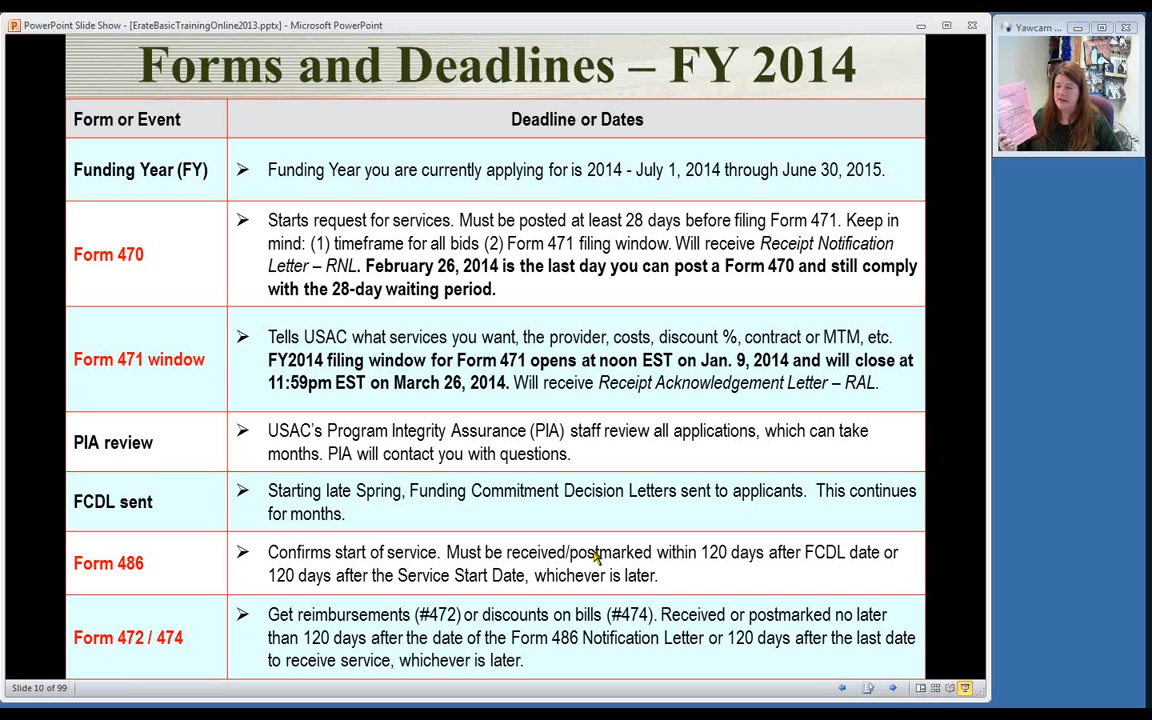 PowerPoint Slide Show - [ErateBasicTrainingOnline2013.pptx] - Microsoft PowerPoint
Yawcam ...
Forms and Deadlines – FY 2014
Form or Event
Deadline or Dates
Funding Year (FY)
Funding Year you are currently applying for is 2014 - July 1, 2014 through June 30, 2015.
Form 470
Starts request for services. Must be posted at least 28 days before filing Form 471. Keep in
mind: (1) timeframe for all bids (2) Form 471 filing window. Will receive Receipt Notification
Letter – RNL. February 26, 2014 is the last day you can post a Form 470 and still comply
with the 28-day waiting period.
Form 471 window
Tells USAC what services you want, the provider, costs, discount %, contract or MTM, etc.
FY2014 filing window for Form 471 opens at noon EST on Jan. 9, 2014 and will close at
11:59pm EST on March 26, 2014. Will receive Receipt Acknowledgement Letter – RAL.
PIA review
USAC's Program Integrity Assurance (PIA) staff review all applications, which can take
months. PIA will contact you with questions.
FCDL sent
Starting late Spring, Funding Commitment Decision Letters sent to applicants. This continues
for months.
Form 486
Confirms start of service. Must be received/postmarked within 120 days after FCDL date or
120 days after the Service Start Date, whichever is later.
Form 472 / 474
Get reimbursements (#472) or discounts on bills (#474). Received or postmarked no later
than 120 days after the date of the Form 486 Notification Letter or 120 days after the last date
to receive service, whichever is later.
Slide 10 of 99